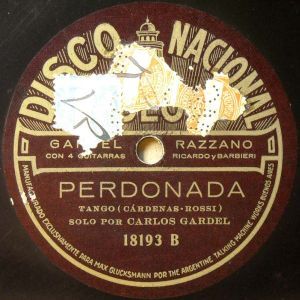 DISCO NACIONAL
GARDEL RAZZANO
CON 4 GUITARRAS RICARDO y BARBIERI
PERDONADA
TANGO (CÁRDENAS-ROSSI)
SOLO POR CARLOS GARDEL
18193 B
MANUFACTURADO EXCLUSIVAMENTE PARA MAX GLUCKSMANN POR THE ARGENTINE TALKING MACHINE WORKS BUENOS AIRES